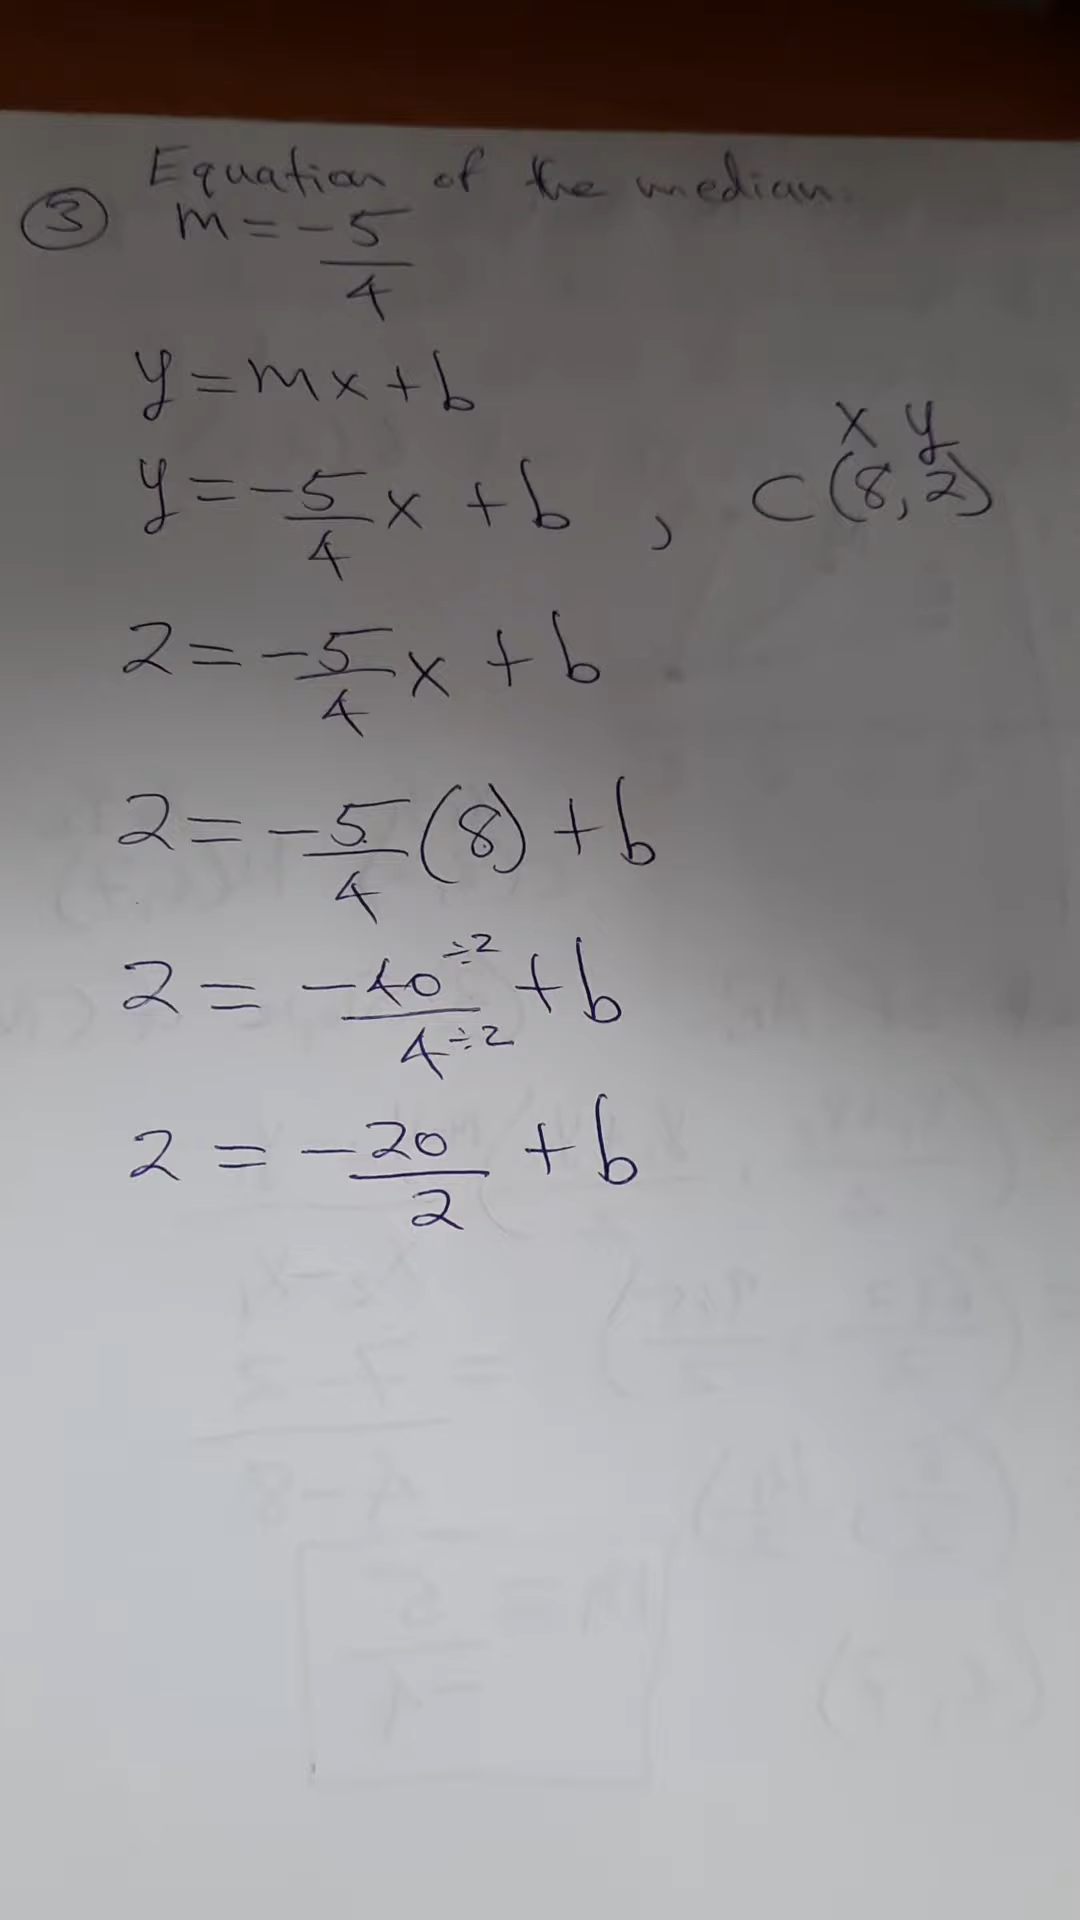 Equation of the median.
③ m = -5/4
y = mx + b
x y
y = -5/4 x + b , C(8, 2)
2 = -5/4 x + b
2 = -5/4 (8) + b
2 = -40÷2/4÷2 + b
2 = -20/2 + b